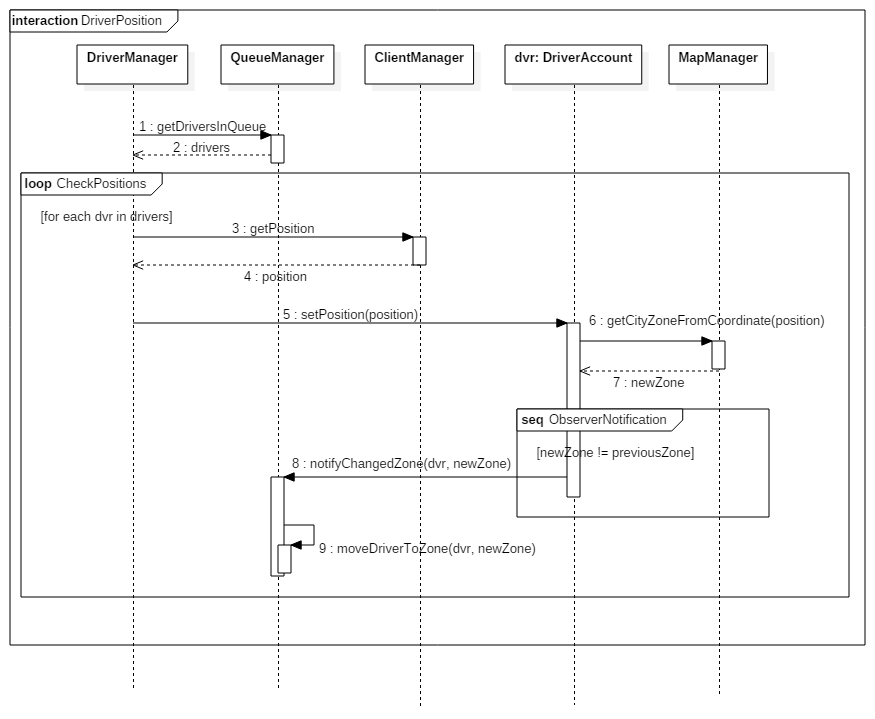 interaction DriverPosition
DriverManager
QueueManager
ClientManager
dvr: DriverAccount
MapManager
1 : getDriversInQueue
2 : drivers
loop CheckPositions
[for each dvr in drivers]
3 : getPosition
4 : position
5 : setPosition(position)
6 : getCityZoneFromCoordinate(position)
7 : newZone
seq ObserverNotification
[newZone != previousZone]
8 : notifyChangedZone(dvr, newZone)
9 : moveDriverToZone(dvr, newZone)